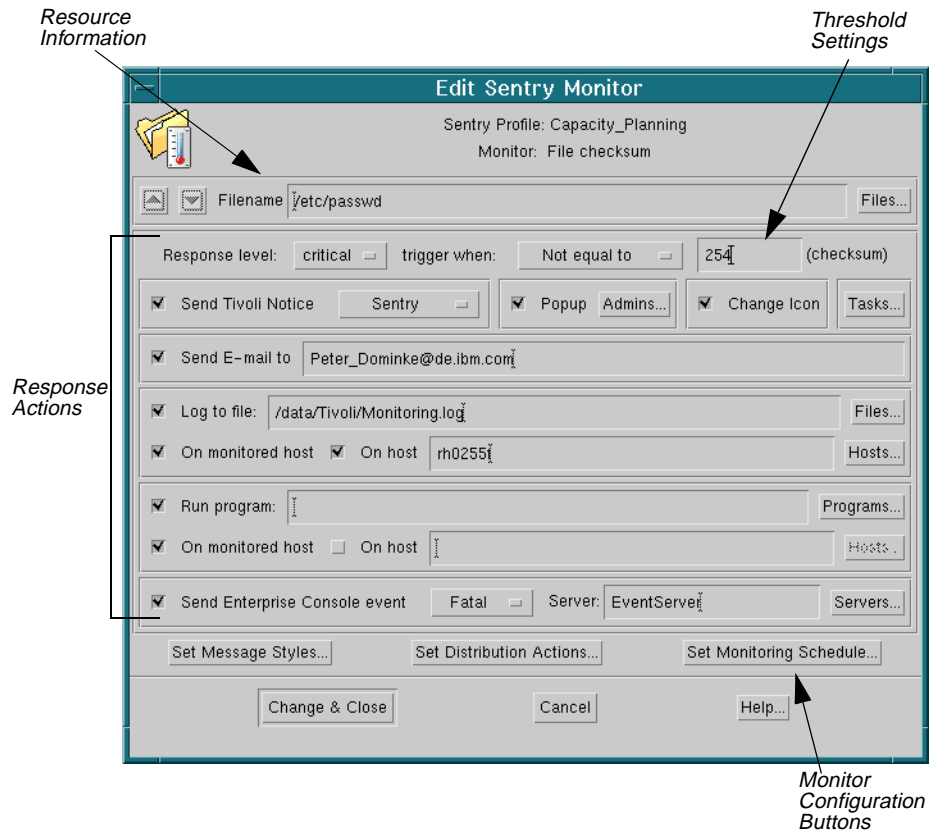 Resource
Information
Threshold
Settings
Edit Sentry Monitor
Sentry Profile: Capacity_Planning
Monitor: File checksum
Filename /etc/passwd Files...
Response level: critical trigger when: Not equal to 254 (checksum)
Send Tivoli Notice Sentry Popup Admins... Change Icon Tasks...
Send E-mail to Peter_Dominke@de.ibm.com
Response
Actions
Log to file: /data/Tivoli/Monitoring.log Files...
On monitored host On host rh0255f Hosts...
Run program: Programs...
On monitored host On host Hosts .
Send Enterprise Console event Fatal Server: EventServer Servers...
Set Message Styles... Set Distribution Actions... Set Monitoring Schedule...
Change & Close Cancel Help...
Monitor
Configuration
Buttons